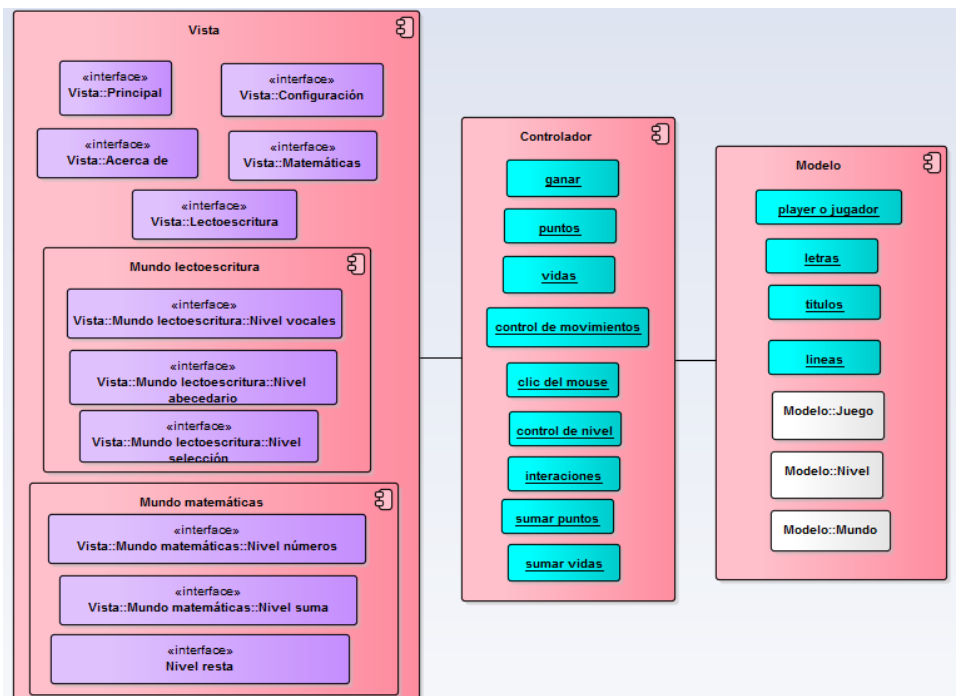 Vista
«interface»
Vista::Principal
«interface»
Vista::Configuración
«interface»
Vista::Acerca de
«interface»
Vista::Matemáticas
«interface»
Vista::Lectoescritura
Mundo lectoescritura
«interface»
Vista::Mundo lectoescritura::Nivel vocales
«interface»
Vista::Mundo lectoescritura::Nivel
abecedario
«interface»
Vista::Mundo lectoescritura::Nivel
selección
Mundo matemáticas
«interface»
Vista::Mundo matemáticas::Nivel números
«interface»
Vista::Mundo matemáticas::Nivel suma
«interface»
Nivel resta
Controlador
ganar
puntos
vidas
control de movimientos
clic del mouse
control de nivel
interaciones
sumar puntos
sumar vidas
Modelo
player o jugador
letras
titulos
lineas
Modelo::Juego
Modelo::Nivel
Modelo::Mundo